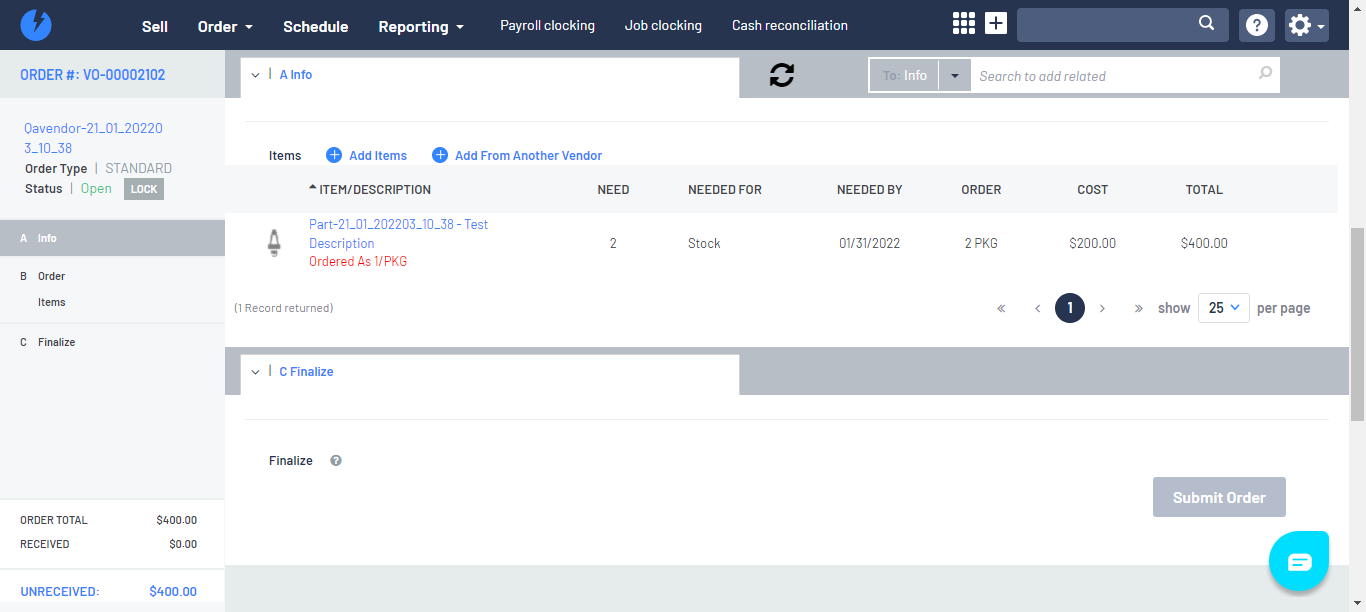 Sell Order Schedule Reporting Payroll clocking Job clocking Cash reconciliation
ORDER #: VO-00002102
Qavendor-21_01_20220
3_10_38
Order Type | STANDARD
Status | Open LOCK
A Info
B Order
Items
C Finalize
ORDER TOTAL $400.00
RECEIVED $0.00
UNRECEIVED: $400.00
A Info
To: Info Search to add related
Items Add Items Add From Another Vendor
ITEM/DESCRIPTION NEED NEEDED FOR NEEDED BY ORDER COST TOTAL
Part-21_01_202203_10_38 - Test
Description
Ordered As 1/PKG
2 Stock 01/31/2022 2 PKG $200.00 $400.00
(1 Record returned) « ‹ 1 › » show 25 per page
C Finalize
Finalize ?
Submit Order